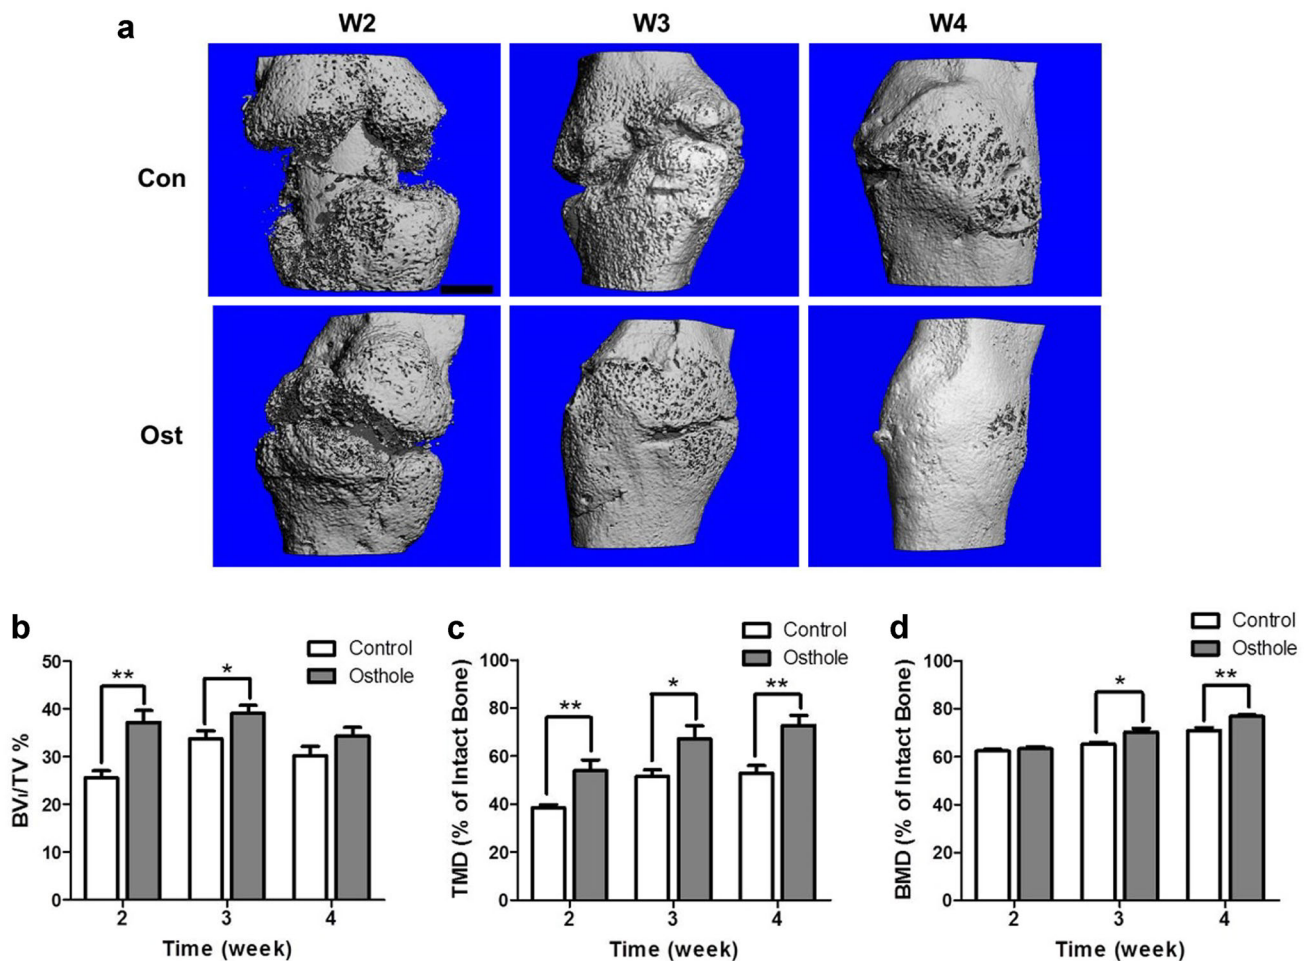 a
W2 W3 W4
Con
Ost
b
Control
Osthole
BVı/TV %
50
40
30
20
10
0
**
*
2 3 4
Time (week)
c
Control
Osthole
TMD (% of Intact Bone)
100
80
60
40
20
0
**
*
**
2 3 4
Time (week)
d
Control
Osthole
BMD (% of Intact Bone)
100
80
60
40
20
0
*
**
2 3 4
Time (week)